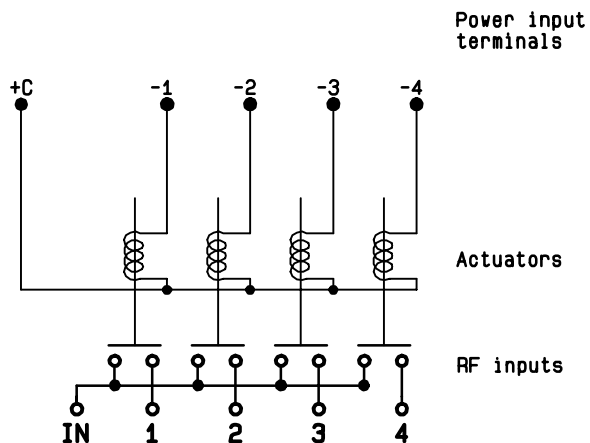 Power input
terminals
+C -1 -2 -3 -4
Actuators
RF inputs
IN 1 2 3 4